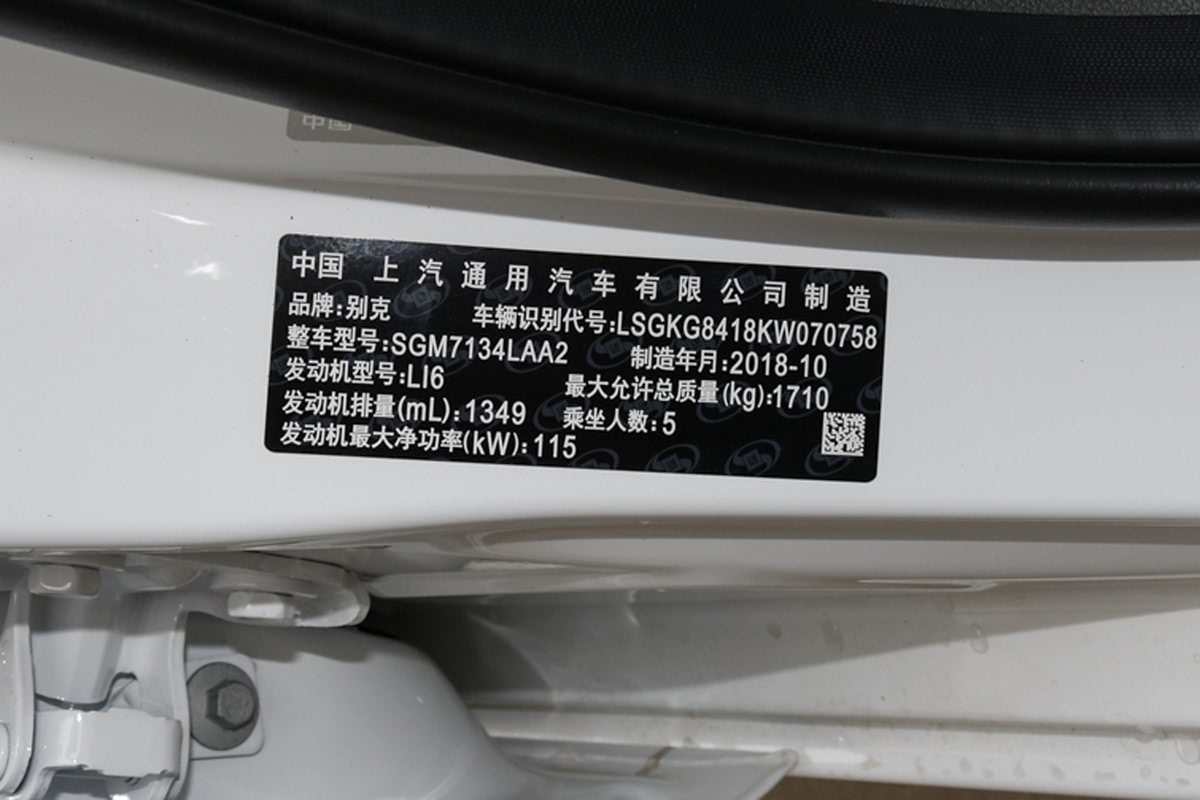 中国
中国 上汽通用汽车有限公司制造
品牌:别克 车辆识别代号:LSGKG8418KW070758
整车型号:SGM7134LAA2 制造年月:2018-10
发动机型号:LI6 最大允许总质量(kg):1710
发动机排量(mL):1349 乘坐人数:5
发动机最大净功率(kW):115